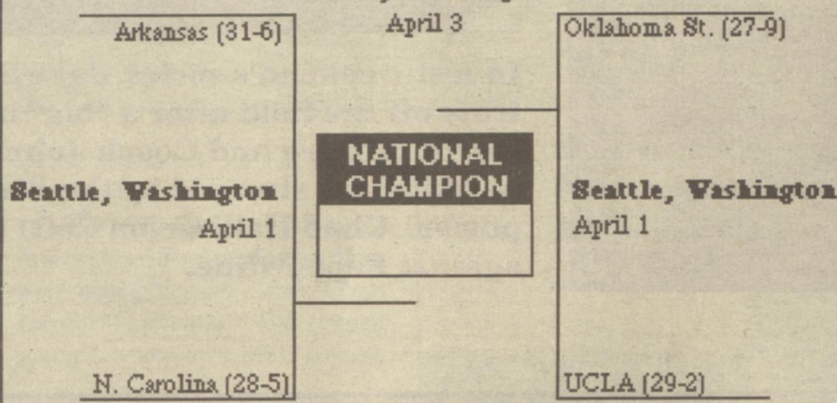 April 3
Arkansas (31-6)
Oklahoma St. (27-9)
NATIONAL
CHAMPION
Seattle, Washington
April 1
Seattle, Washington
April 1
N. Carolina (28-5)
UCLA (29-2)